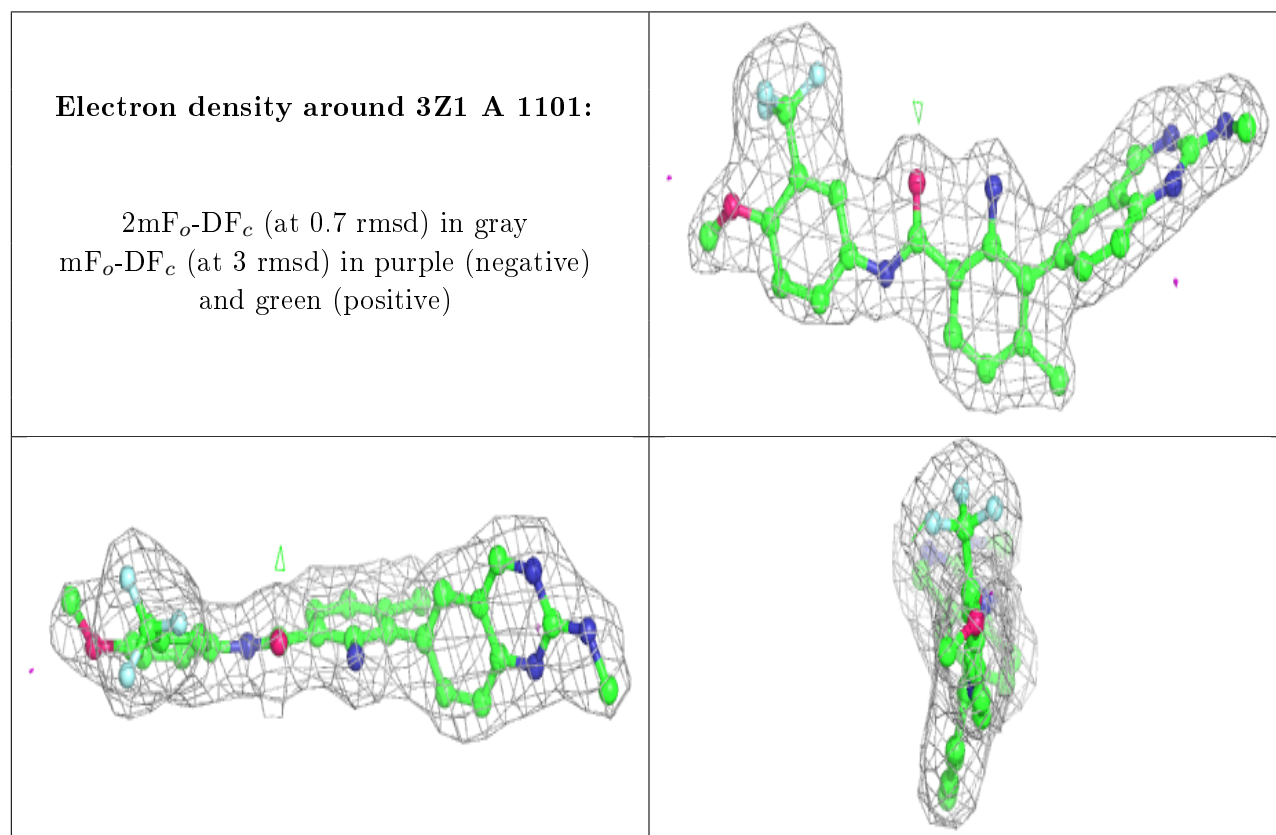 Electron density around 3Z1 A 1101:
2mFₒ-DF𝒸 (at 0.7 rmsd) in gray
mFₒ-DF𝒸 (at 3 rmsd) in purple (negative)
and green (positive)